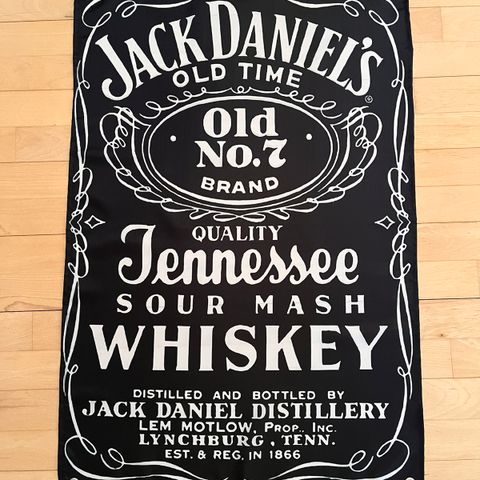 JACK DANIEL'S
®
OLD TIME
Old
No.7
BRAND
QUALITY
Tennessee
SOUR MASH
WHISKEY
DISTILLED AND BOTTLED BY
JACK DANIEL DISTILLERY
LEM MOTLOW, PROP., INC.
LYNCHBURG, TENN.
EST. & REG. IN 1866